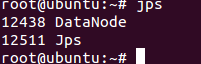 root@ubuntu:~# jps
12438 DataNode
12511 Jps
root@ubuntu:~#